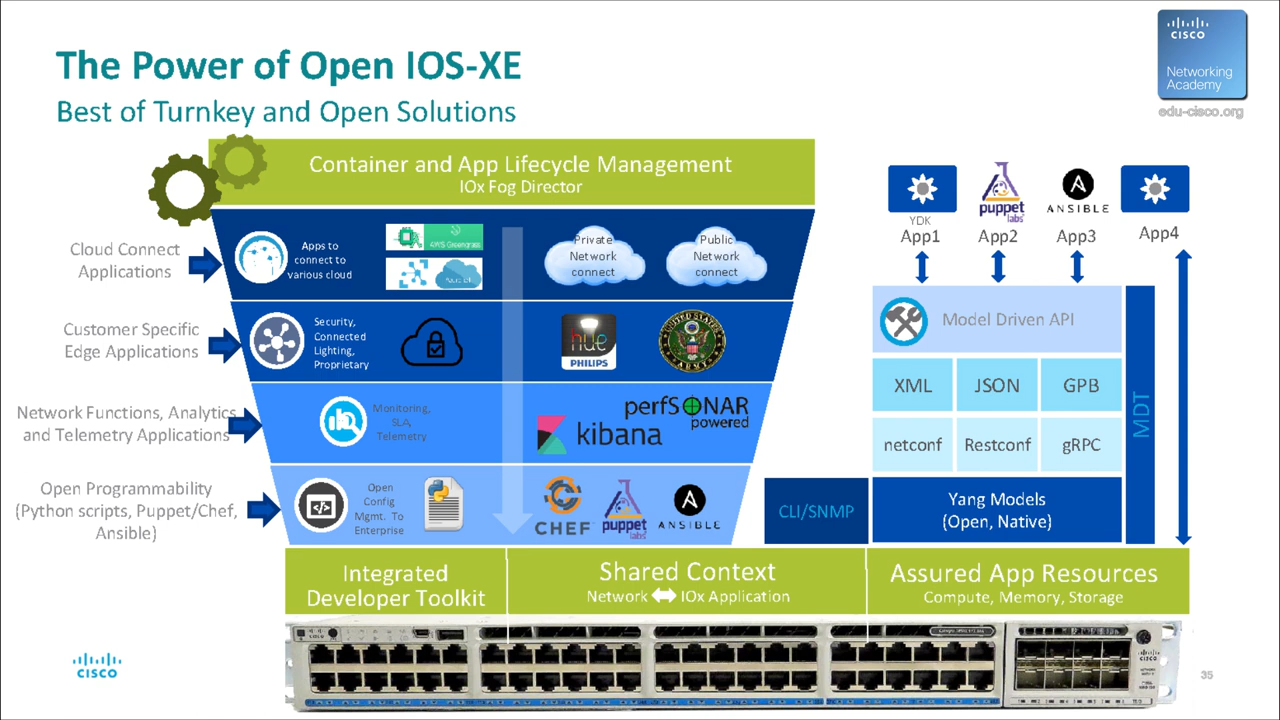 The Power of Open IOS-XE
Best of Turnkey and Open Solutions
CISCO
Networking
Academy
edu-cisco.org
Container and App Lifecycle Management
IOx Fog Director
Cloud Connect
Applications
Apps to
connect to
various cloud
AWS Greengrass
Private
Network
connect
Public
Network
connect
Customer Specific
Edge Applications
Security,
Connected
Lighting,
Proprietary
hue
PHILIPS
UNITED STATES
ARMY
Network Functions, Analytics
and Telemetry Applications
Monitoring,
SLA,
Telemetry
kibana
perfSONAR
powered
Open Programmability
(Python scripts, Puppet/Chef,
Ansible)
Open
Config
Mgmt. To
Enterprise
CHEF
puppet
labs
ANSIBLE
YDK
App1
puppet
labs
App2
ANSIBLE
App3
App4
Model Driven API
XML
JSON
GPB
netconf
Restconf
gRPC
MDT
CLI/SNMP
Yang Models
(Open, Native)
Integrated
Developer Toolkit
Shared Context
Network IOx Application
Assured App Resources
Compute, Memory, Storage
CISCO
CISCO
35